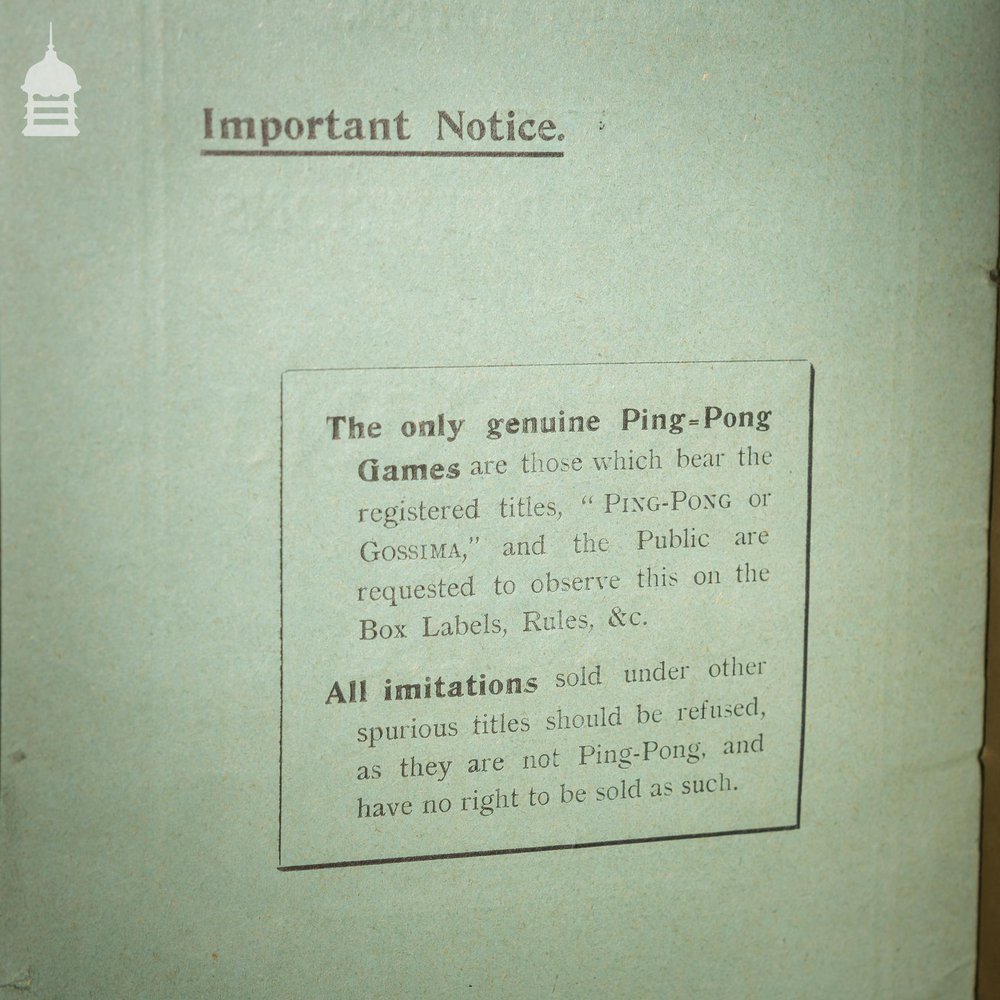 Important Notice.
The only genuine Ping-Pong
Games are those which bear the
registered titles, “ PING-PONG or
GOSSIMA,” and the Public are
requested to observe this on the
Box Labels, Rules, &c.
All imitations sold under other
spurious titles should be refused,
as they are not Ping-Pong, and
have no right to be sold as such.